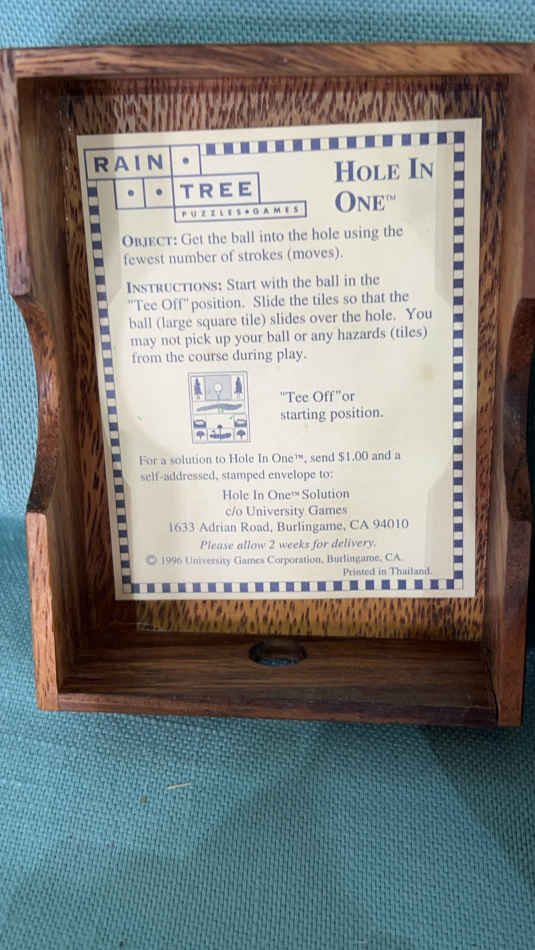 RAIN
TREE
PUZZLES • GAMES
HOLE IN
ONE™
OBJECT: Get the ball into the hole using the
fewest number of strokes (moves).
INSTRUCTIONS: Start with the ball in the
"Tee Off" position. Slide the tiles so that the
ball (large square tile) slides over the hole. You
may not pick up your ball or any hazards (tiles)
from the course during play.
"Tee Off" or
starting position.
For a solution to Hole In One™, send $1.00 and a
self-addressed, stamped envelope to:
Hole In One™ Solution
c/o University Games
1633 Adrian Road, Burlingame, CA 94010
Please allow 2 weeks for delivery.
© 1996 University Games Corporation, Burlingame, CA.
Printed in Thailand.